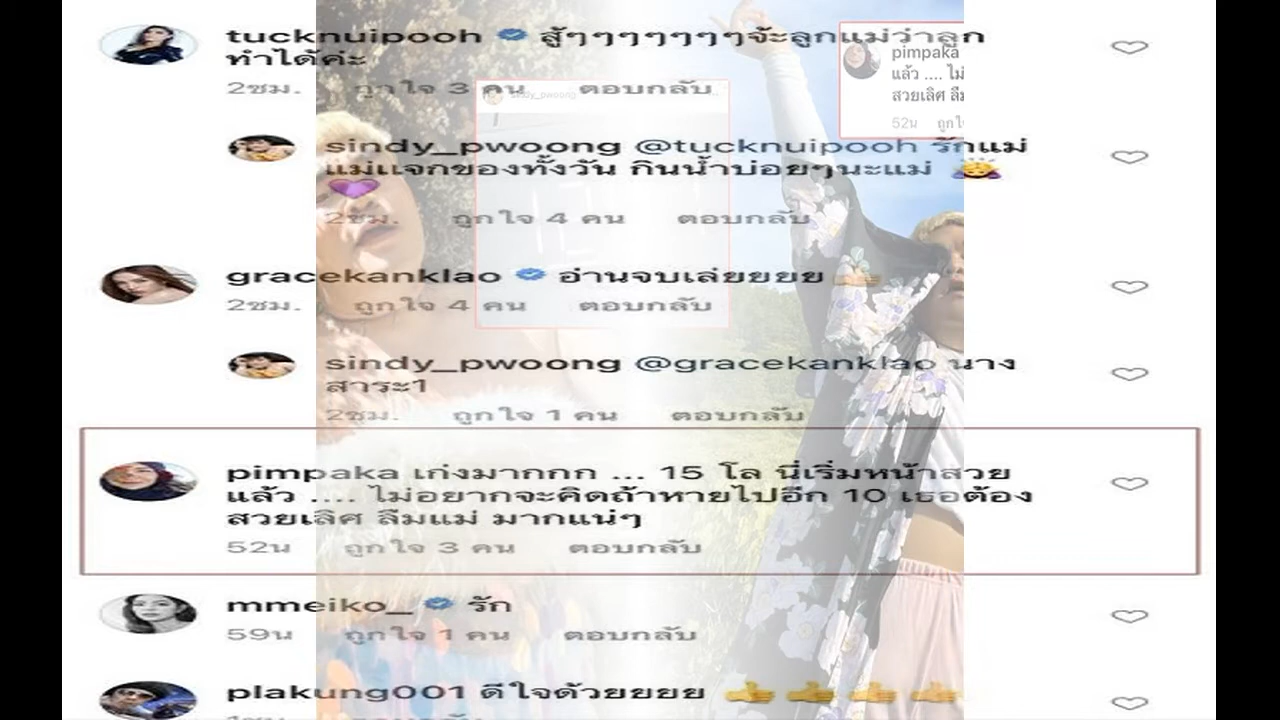 tucknuipooh สู้ๆๆๆๆๆๆๆจ้ะลูกแม่ว่าลูก
ทำได้ค่ะ
2ชม. ถูกใจ 3 คน ตอบกลับ
sindy_pwoong @tucknuipooh รักแม่
แม่แจกของทั้งวัน กินน้ำบ่อยๆนะแม่
2ชม. ถูกใจ 4 คน ตอบกลับ
gracekanklao อ่านจบเล่ยยยย
2ชม. ถูกใจ 4 คน ตอบกลับ
sindy_pwoong @gracekanklao นาง
สาระ1
2ชม. ถูกใจ 1 คน ตอบกลับ
pimpaka เก่งมากกก ... 15 โล นี่เริ่มหน้าสวย
แล้ว .... ไม่อยากจะคิดถ้าหายไปอีก 10 เธอต้อง
สวยเลิศ ลืมแม่ มากแน่ๆ
52น ถูกใจ 3 คน ตอบกลับ
mmeiko_ รัก
59น ถูกใจ 1 คน ตอบกลับ
plakung001 ดีใจด้วยยยย
sindy_pwoong
pimpaka
แล้ว .... ไม่
สวยเลิศ ลืม
52น ถูกใ